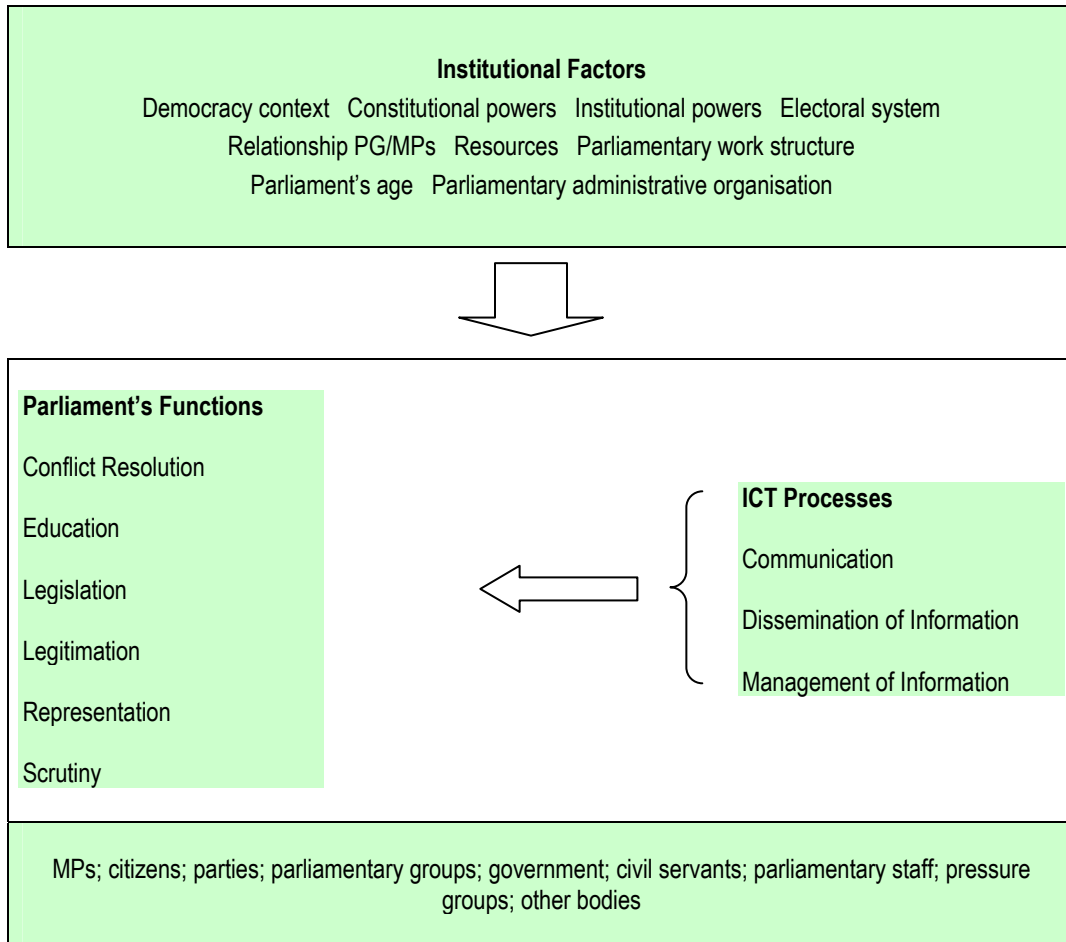 Institutional Factors
Democracy context Constitutional powers Institutional powers Electoral system
Relationship PG/MPs Resources Parliamentary work structure
Parliament's age Parliamentary administrative organisation
Parliament's Functions
Conflict Resolution
Education
Legislation
Legitimation
Representation
Scrutiny
ICT Processes
Communication
Dissemination of Information
Management of Information
MPs; citizens; parties; parliamentary groups; government; civil servants; parliamentary staff; pressure
groups; other bodies